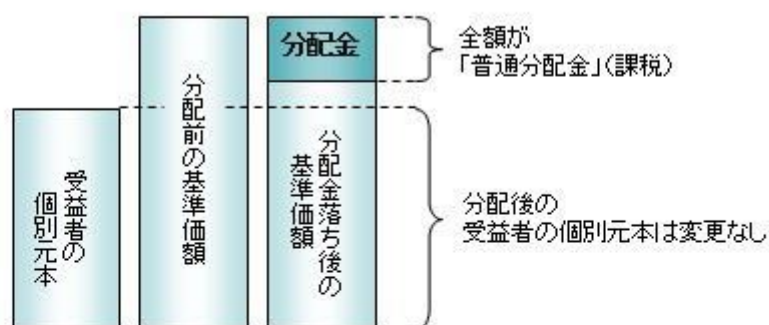 受益者の
個別元本
分配前の基準価額
分配金
分配金落ち後の
基準価額
全額が
「普通分配金」(課税)
分配後の
受益者の個別元本は変更なし